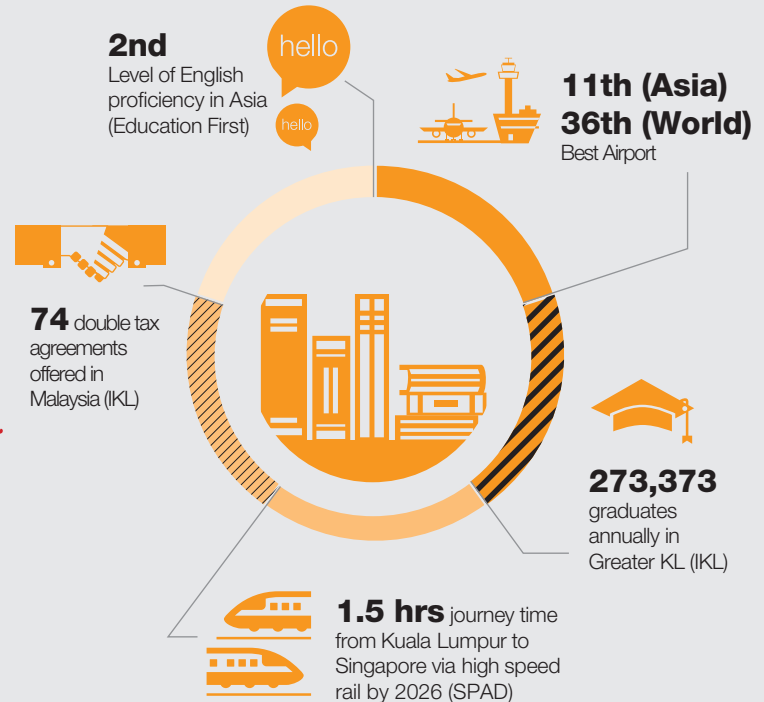 2nd
Level of English
proficiency in Asia
(Education First)
hello
hello
11th (Asia)
36th (World)
Best Airport
74 double tax
agreements
offered in
Malaysia (IKL)
273,373
graduates
annually in
Greater KL (IKL)
1.5 hrs journey time
from Kuala Lumpur to
Singapore via high speed
rail by 2026 (SPAD)